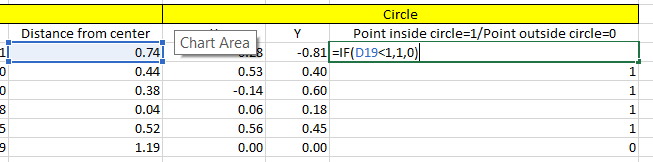 Circle
Distance from center Y Point inside circle=1/Point outside circle=0
Chart Area
1 0.74 -0.81 =IF(D19<1,1,0)
0 0.44 0.53 0.40 1
0 0.38 -0.14 0.60 1
8 0.04 0.06 0.18 1
5 0.52 0.56 0.45 1
9 1.19 0.00 0.00 0